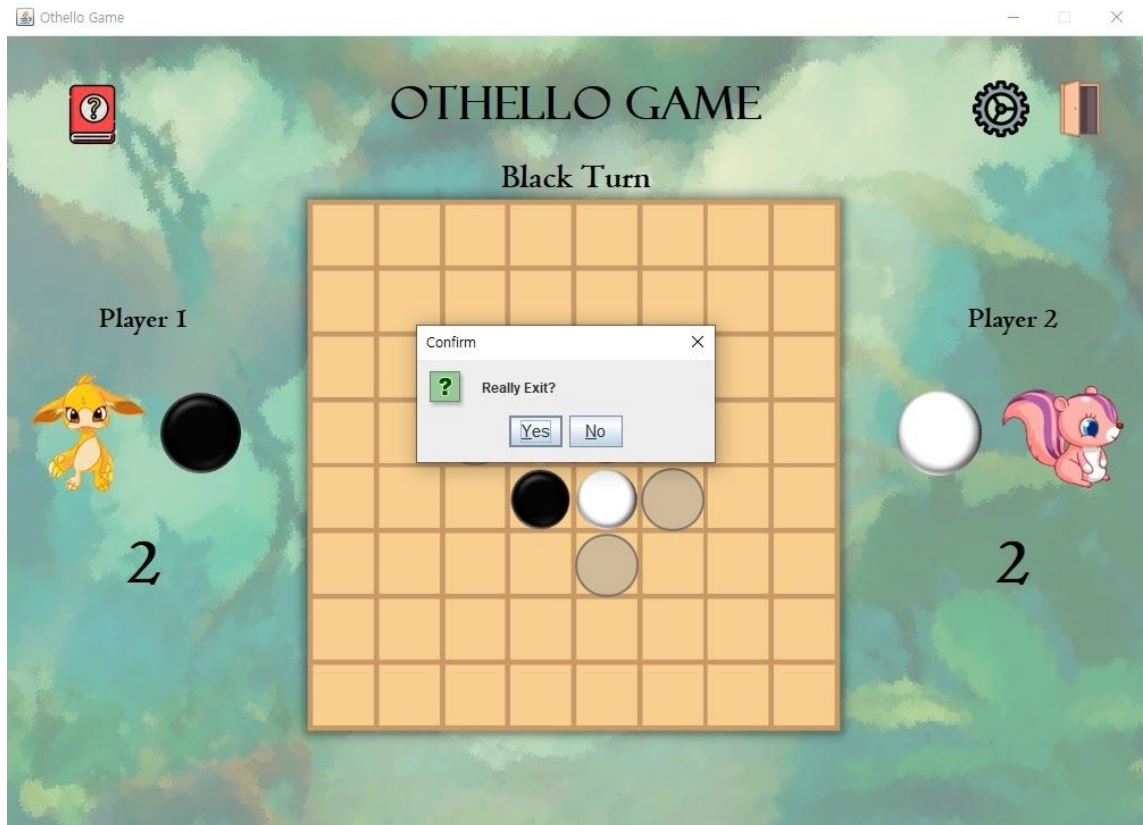 Othello Game
?
OTHELLO GAME
Black Turn
Player 1
Player 2
Confirm
?
Really Exit?
Yes No
2
2